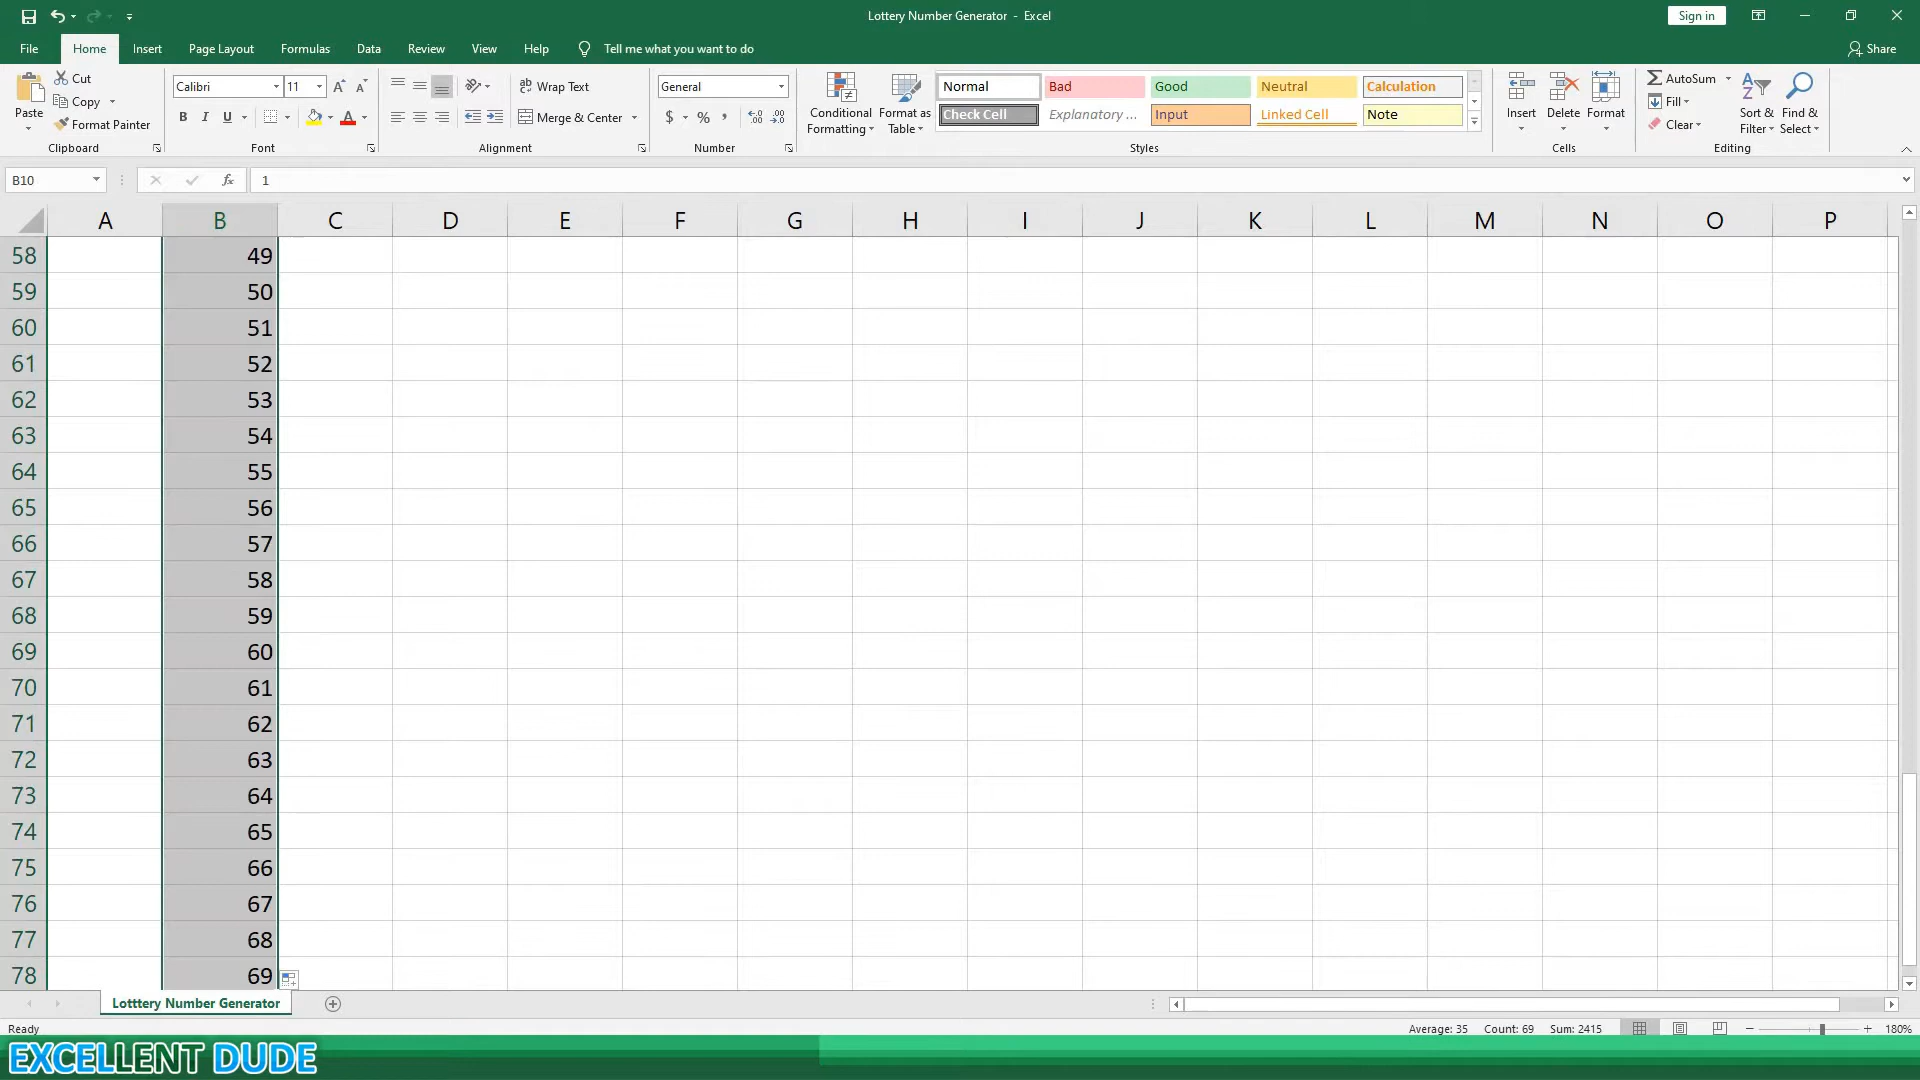 Lottery Number Generator - Excel
Sign in
File Home Insert Page Layout Formulas Data Review View Help Tell me what you want to do Share
Paste Cut Copy Format Painter Clipboard
Calibri 11 A A B I U A Font
ab Wrap Text Merge & Center Alignment
General $ % , Number
Conditional Formatting Format as Table
Normal Bad Good Neutral Calculation
Check Cell Explanatory ... Input Linked Cell Note
Styles
Insert Delete Format Cells
AutoSum Fill Clear Sort & Filter Find & Select Editing
B10 fx 1
A B C D E F G H I J K L M N O P
58 49
59 50
60 51
61 52
62 53
63 54
64 55
65 56
66 57
67 58
68 59
69 60
70 61
71 62
72 63
73 64
74 65
75 66
76 67
77 68
78 69
Lotttery Number Generator
Ready Average: 35 Count: 69 Sum: 2415 180%
EXCELLENT DUDE